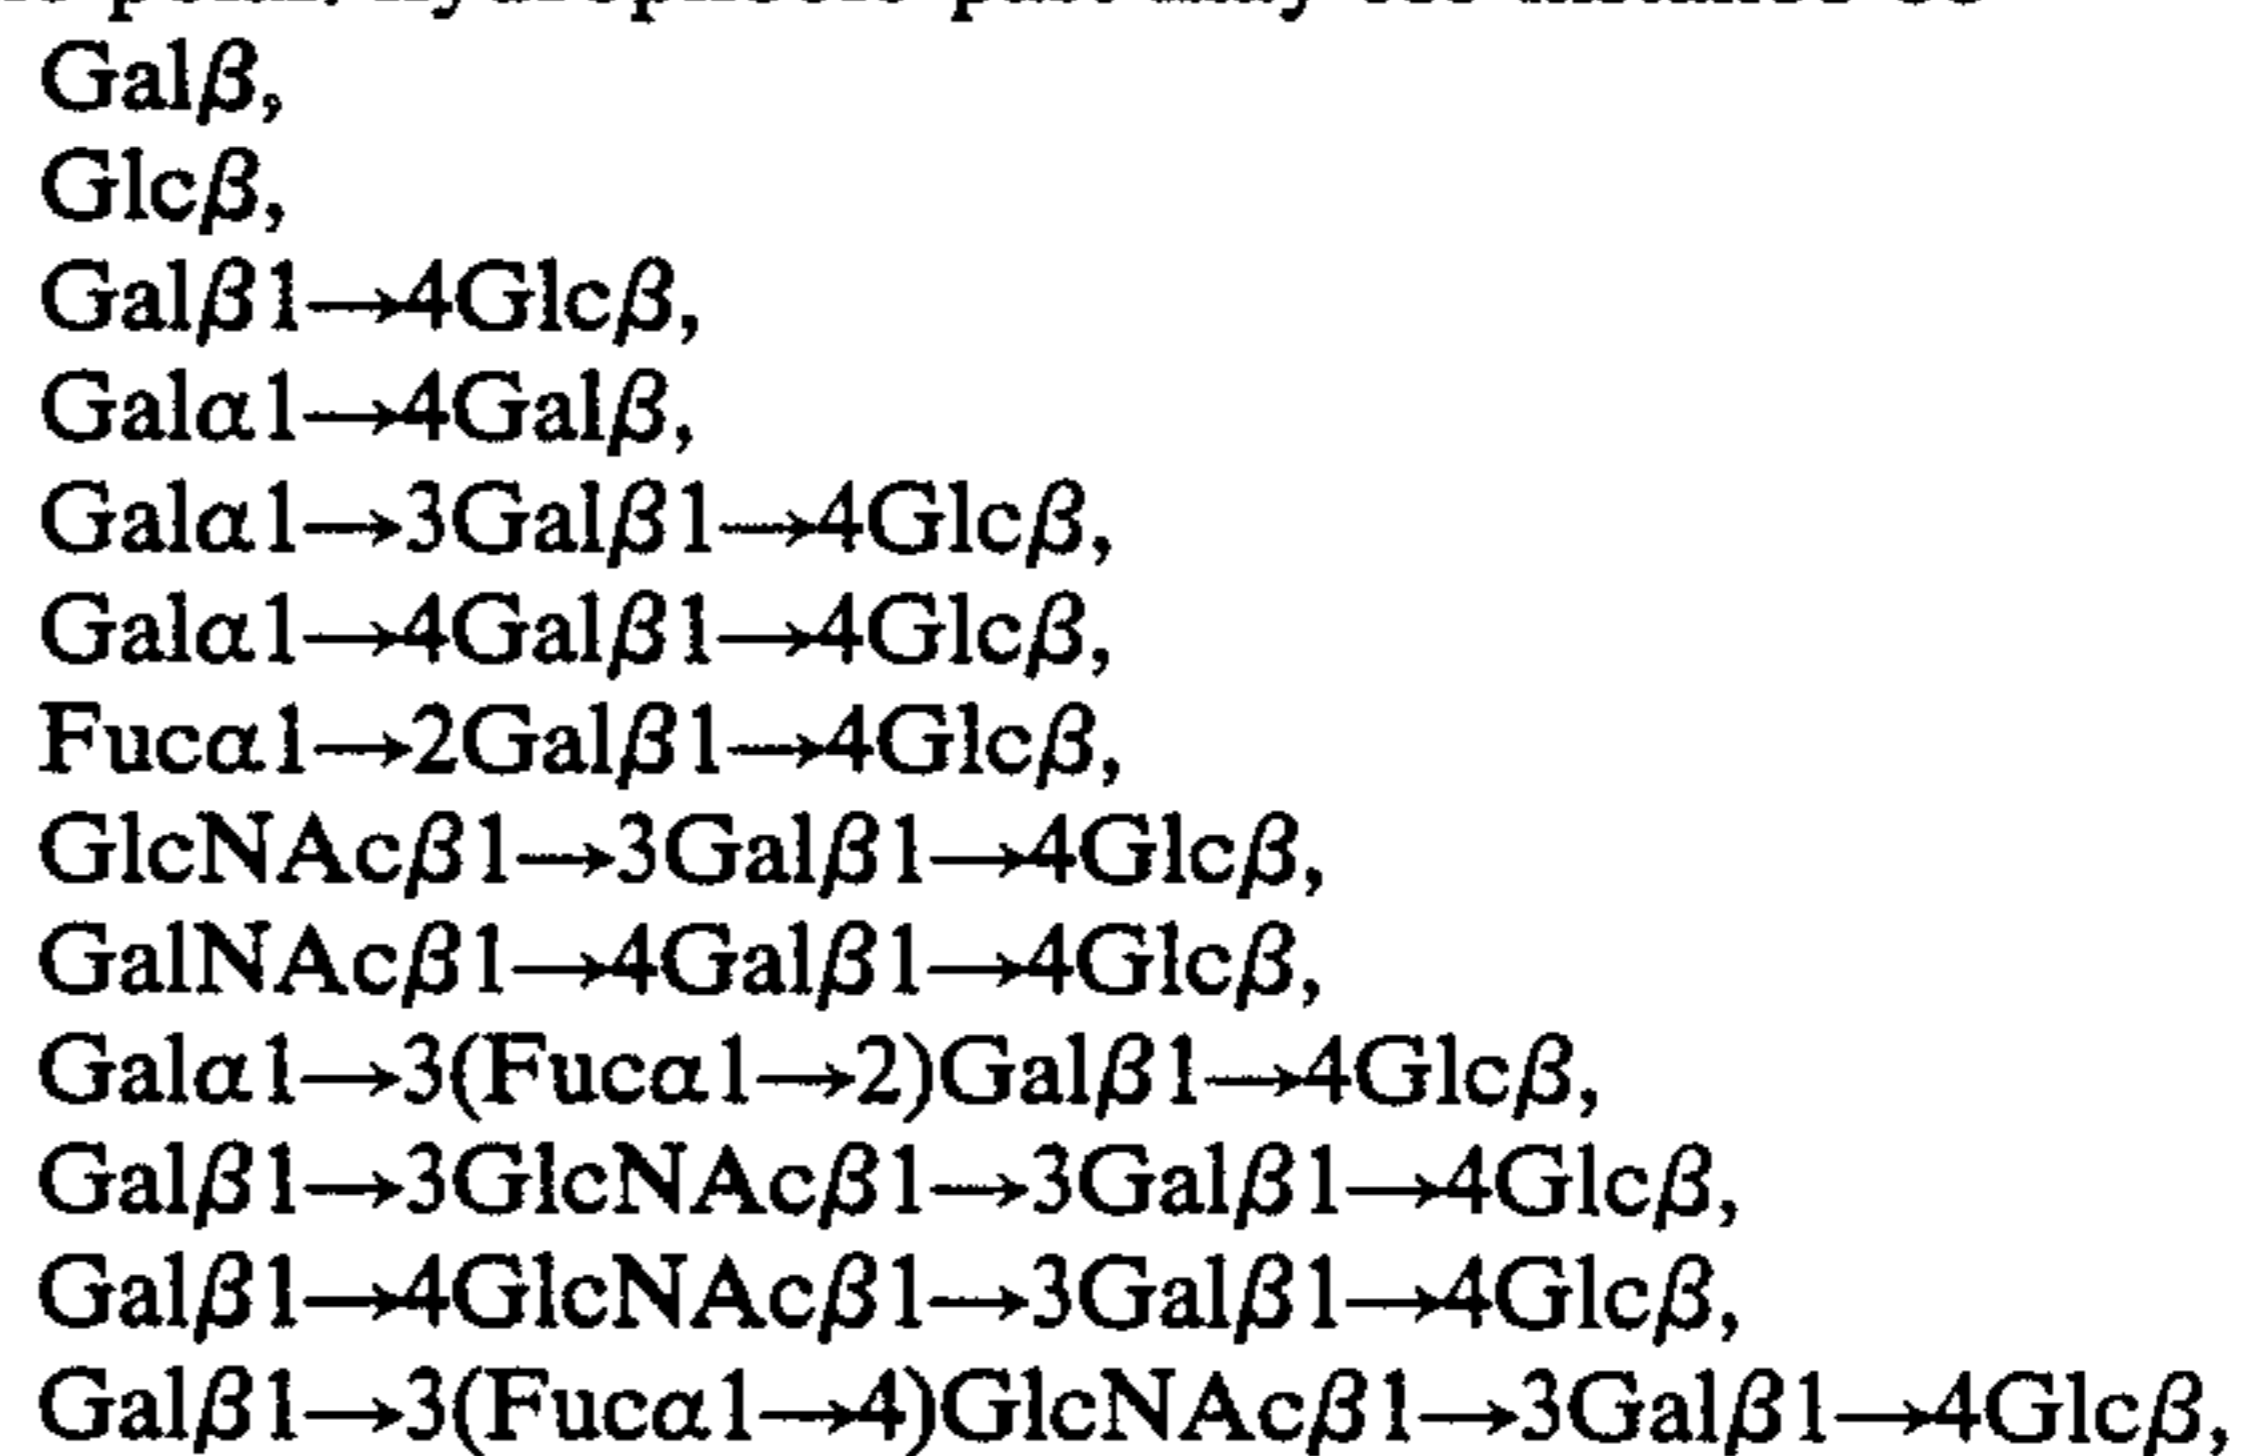 Galβ,
Glcβ,
Galβ1→4Glcβ,
Galα1→4Galβ,
Galα1→3Galβ1→4Glcβ,
Galα1→4Galβ1→4Glcβ,
Fucα1→2Galβ1→4Glcβ,
GlcNAcβ1→3Galβ1→4Glcβ,
GalNAcβ1→4Galβ1→4Glcβ,
Galα1→3(Fucα1→2)Galβ1→4Glcβ,
Galβ1→3GlcNAcβ1→3Galβ1→4Glcβ,
Galβ1→4GlcNAcβ1→3Galβ1→4Glcβ,
Galβ1→3(Fucα1→4)GlcNAcβ1→3Galβ1→4Glcβ,